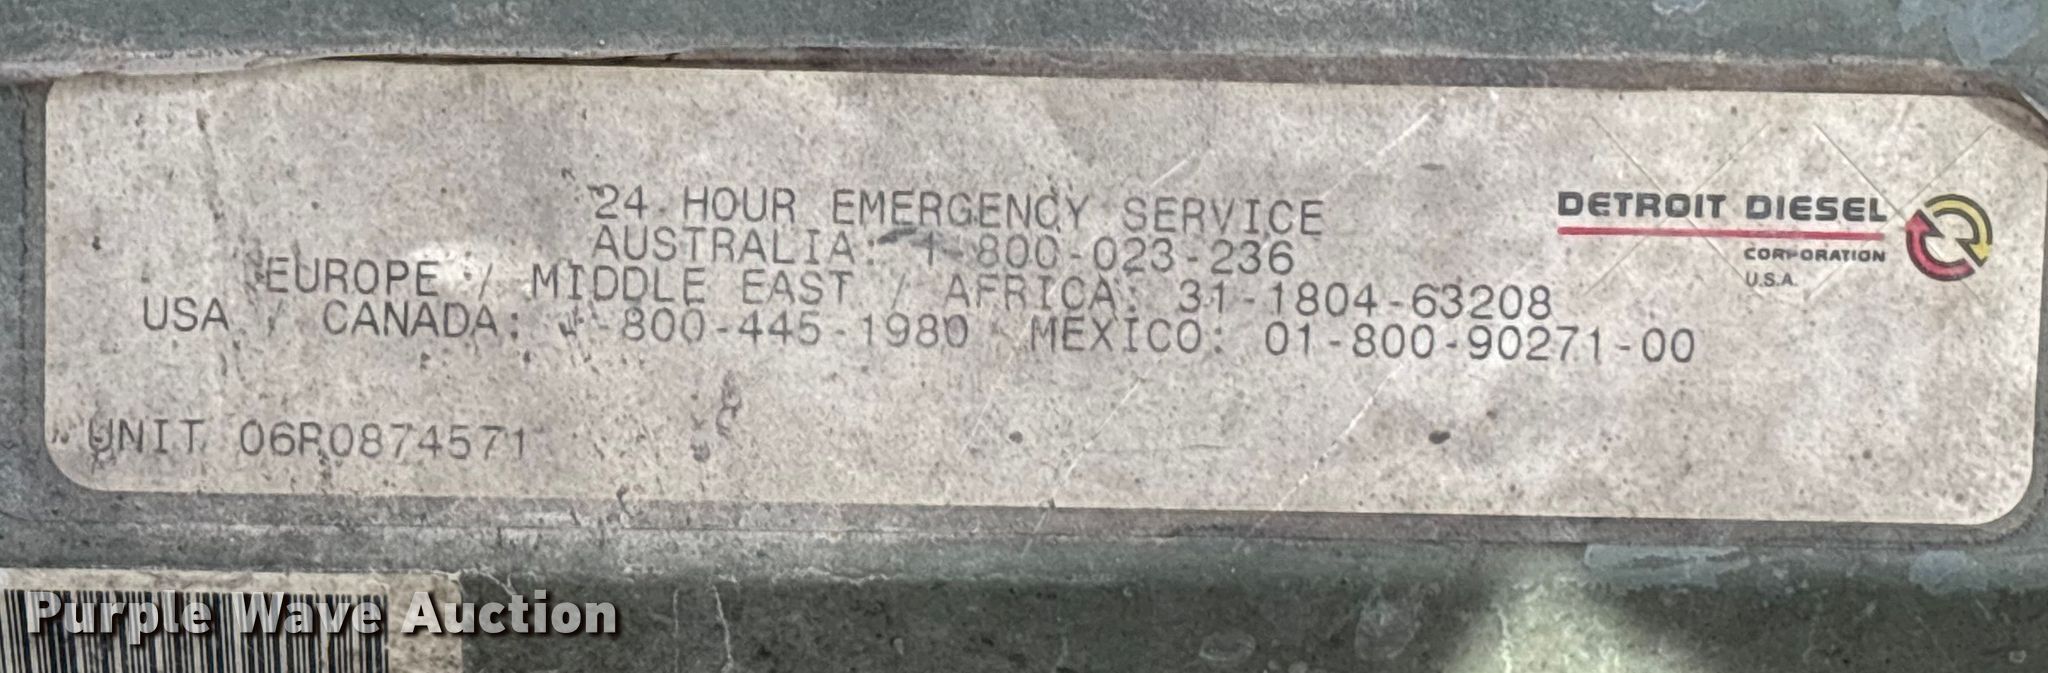 24 HOUR EMERGENCY SERVICE
AUSTRALIA: 1-800-023-236
EUROPE / MIDDLE EAST / AFRICA: 31-1804-63208
USA / CANADA: 1-800-445-1980 MEXICO: 01-800-90271-00
UNIT 06R0874571
DETROIT DIESEL
CORPORATION
U.S.A.
Purple Wave Auction